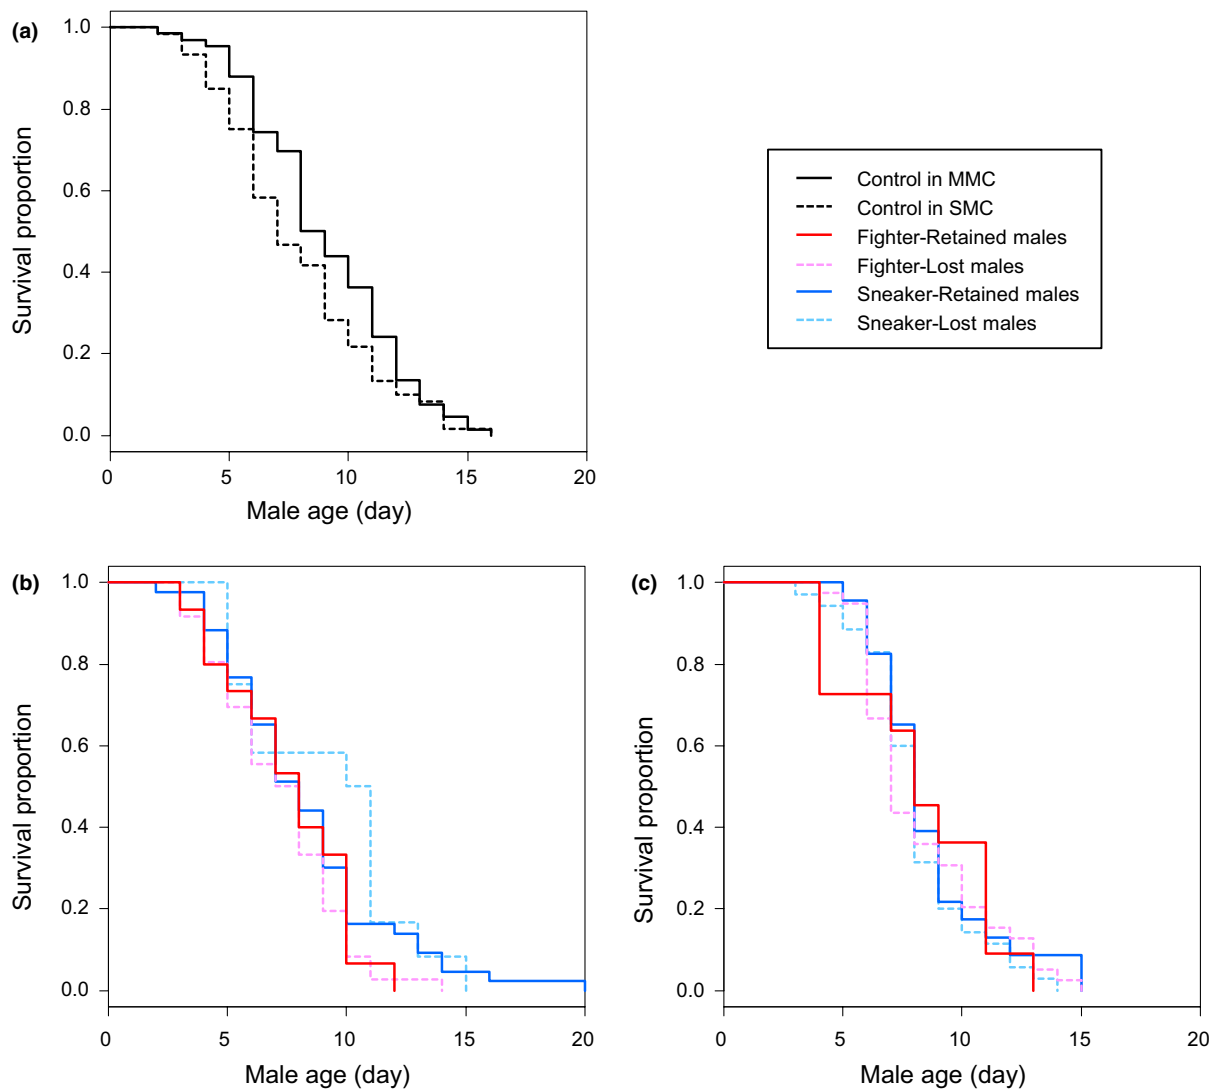 (a)
1.0
0.8
0.6
0.4
0.2
0.0
Survival proportion
0 5 10 15 20
Male age (day)
Control in MMC
Control in SMC
Fighter-Retained males
Fighter-Lost males
Sneaker-Retained males
Sneaker-Lost males
(b)
1.0
0.8
0.6
0.4
0.2
0.0
Survival proportion
0 5 10 15 20
Male age (day)
(c)
1.0
0.8
0.6
0.4
0.2
0.0
Survival proportion
0 5 10 15 20
Male age (day)